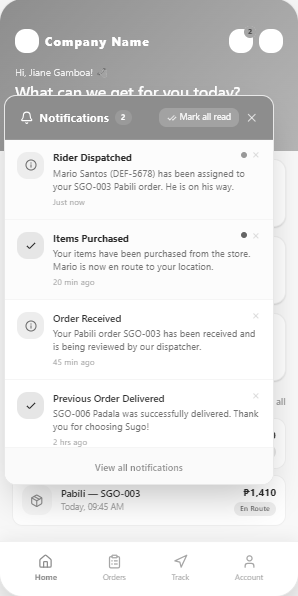 Company Name
2
Hi, Jiane Gamboa!
What can we get for you today?
Notifications 2 Mark all read
Rider Dispatched
Mario Santos (DEF-5678) has been assigned to
your SGO-003 Pabili order. He is on his way.
Just now
Items Purchased
Your items have been purchased from the store.
Mario is now en route to your location.
20 min ago
Order Received
Your Pabili order SGO-003 has been received and
is being reviewed by our dispatcher.
45 min ago
Previous Order Delivered
SGO-006 Padala was successfully delivered. Thank
you for choosing Sugo!
2 hrs ago
all
View all notifications
Pabili — SGO-003 ₱1,410
Today, 09:45 AM En Route
Home Orders Track Account